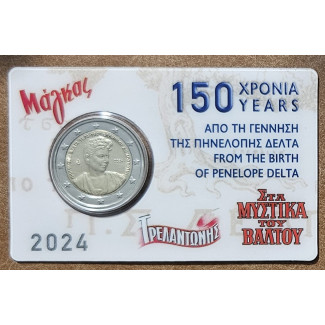 Μάγκας
150 ΧΡΟΝΙΑ
YEARS
ΑΠΟ ΤΗ ΓΕΝΝΗΣΗ
ΤΗΣ ΠΗΝΕΛΟΠΗΣ ΔΕΛΤΑ
FROM THE BIRTH
OF PENELOPE DELTA
2024
ΤΡΕΛΑΝΤΩΝΗΣ
ΣΤΑ
ΜΥΣΤΙΚΑ
ΤΟΥ
ΒΑΛΤΟΥ